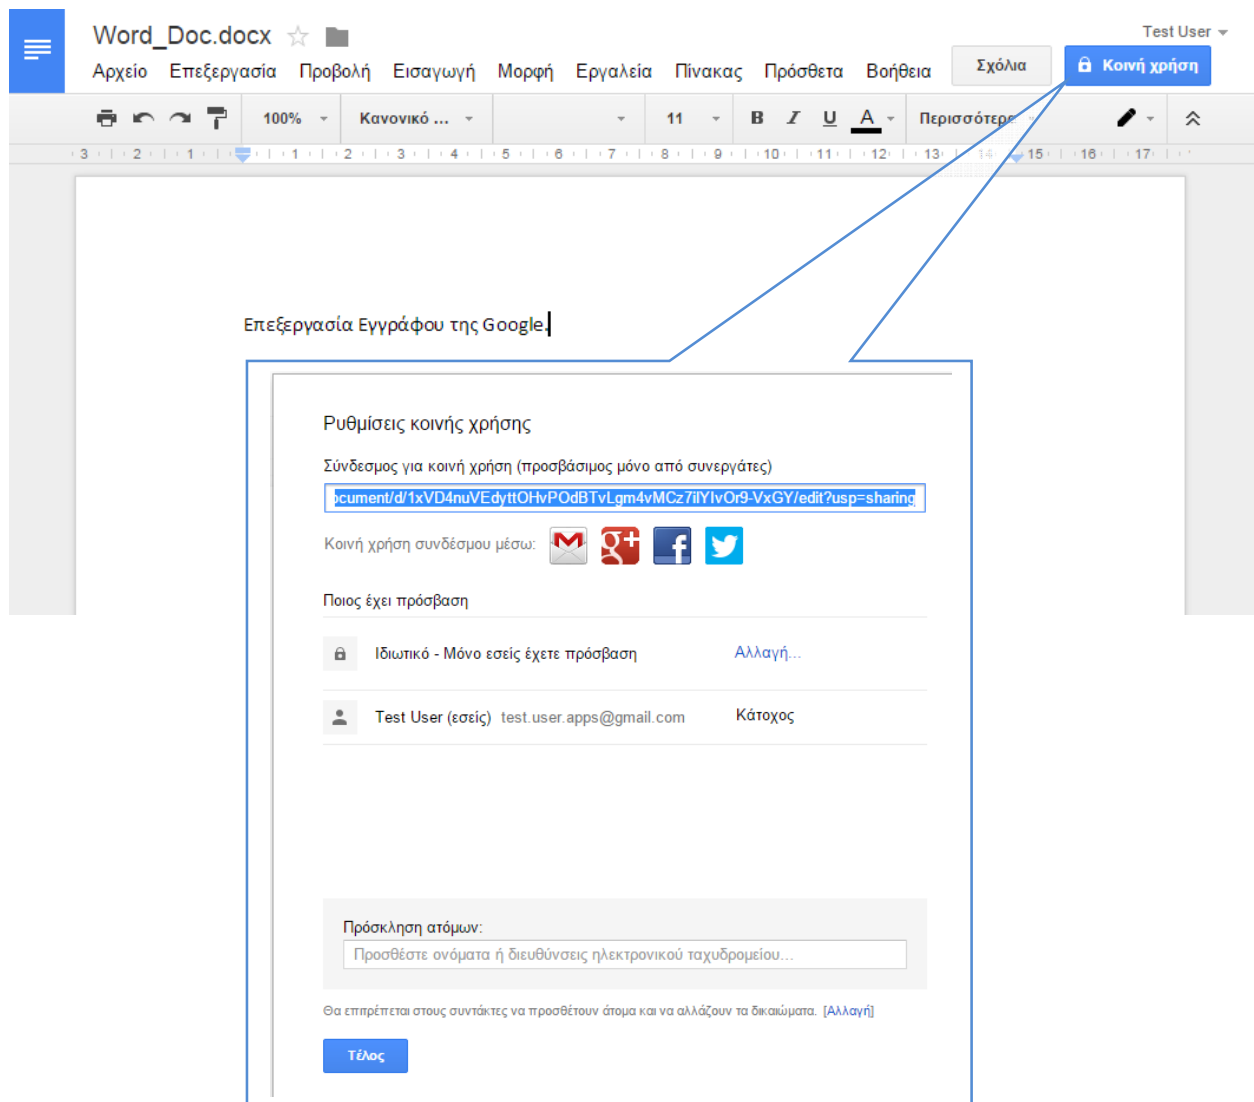 Word_Doc.docx
Test User
Αρχείο Επεξεργασία Προβολή Εισαγωγή Μορφή Εργαλεία Πίνακας Πρόσθετα Βοήθεια
Σχόλια
Κοινή χρήση
100% Κανονικό ... 11 B I U A Περισσότερα
3 2 1 1 2 3 4 5 6 7 8 9 10 11 12 13 14 15 16 17
Επεξεργασία Εγγράφου της Google.
Ρυθμίσεις κοινής χρήσης
Σύνδεσμος για κοινή χρήση (προσβάσιμος μόνο από συνεργάτες)
ocument/d/1xVD4nuVEdyttOHvPOdBTvLgm4vMCz7ilYIvOr9-VxGY/edit?usp=sharing
Κοινή χρήση συνδέσμου μέσω:
Ποιος έχει πρόσβαση
Ιδιωτικό - Μόνο εσείς έχετε πρόσβαση Αλλαγή...
Test User (εσείς) test.user.apps@gmail.com Κάτοχος
Πρόσκληση ατόμων:
Προσθέστε ονόματα ή διευθύνσεις ηλεκτρονικού ταχυδρομείου...
Θα επιτρέπεται στους συντάκτες να προσθέτουν άτομα και να αλλάζουν τα δικαιώματα. [Αλλαγή]
Τέλος